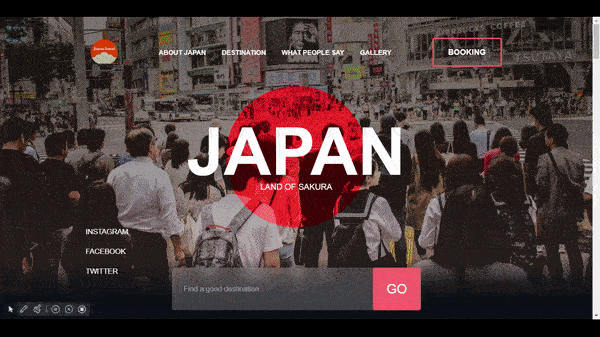 ABOUT JAPAN
DESTINATION
WHAT PEOPLE SAY
GALLERY
BOOKING
JAPAN
LAND OF SAKURA
INSTAGRAM
FACEBOOK
TWITTER
Find a good destination
GO